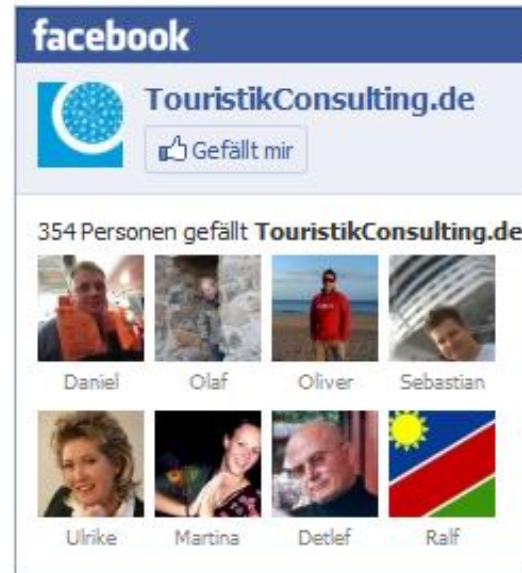 facebook
TouristikConsulting.de
Gefällt mir
354 Personen gefällt TouristikConsulting.de
Daniel Olaf Oliver Sebastian
Ulrike Martina Detlef Ralf